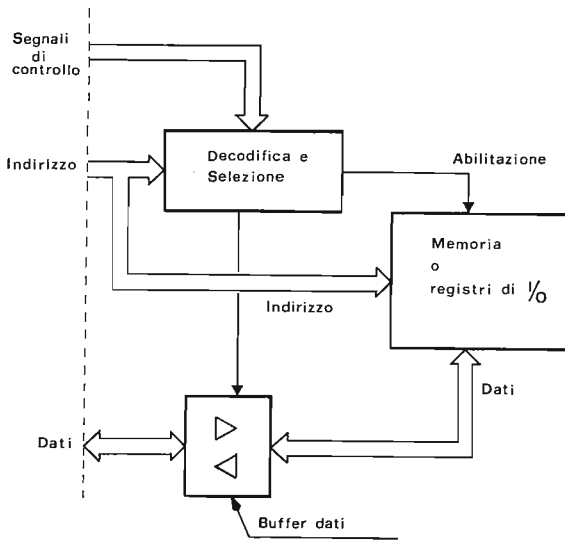 Segnali
di
controllo
Indirizzo
Decodifica e
Selezione
Abilitazione
Memoria
o
registri di I/O
Indirizzo
Dati
Dati
Buffer dati